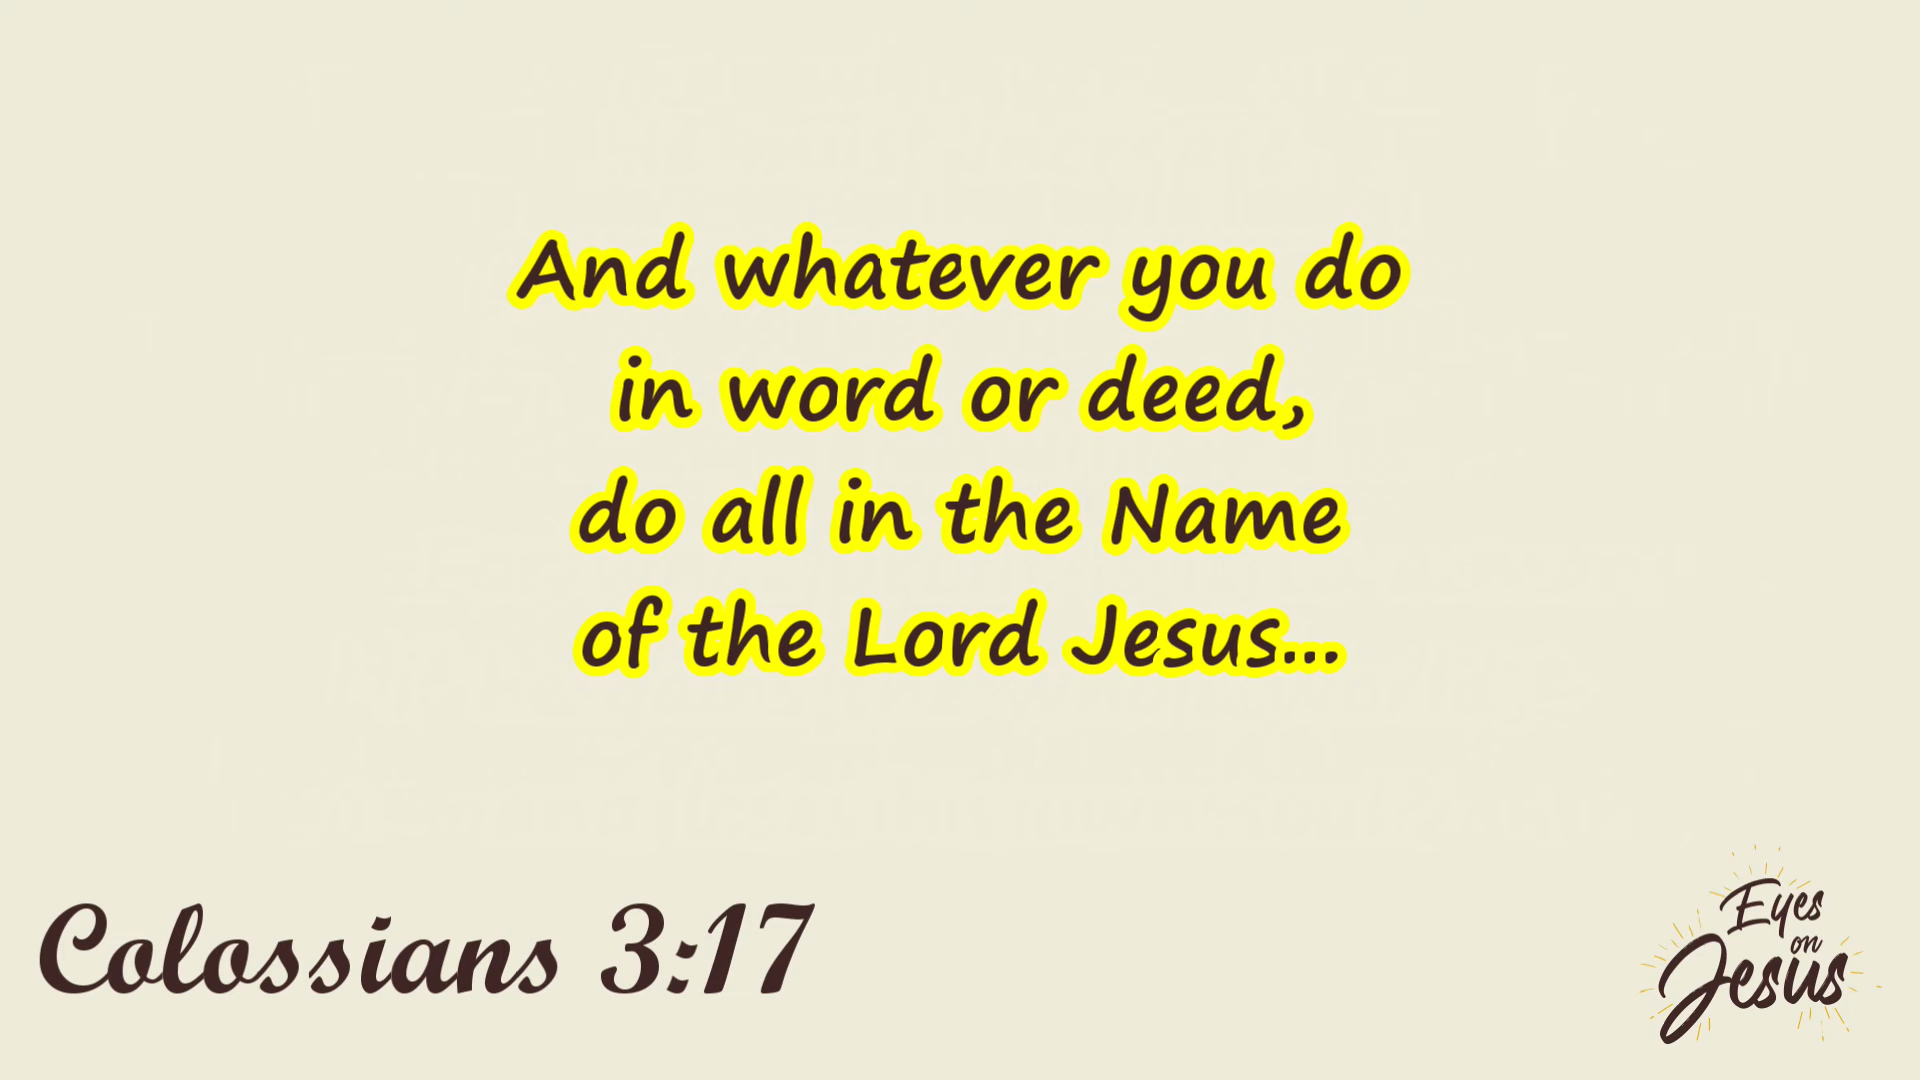 And whatever you do
in word or deed,
do all in the Name
of the Lord Jesus...
Colossians 3:17
Eyes
on
Jesus